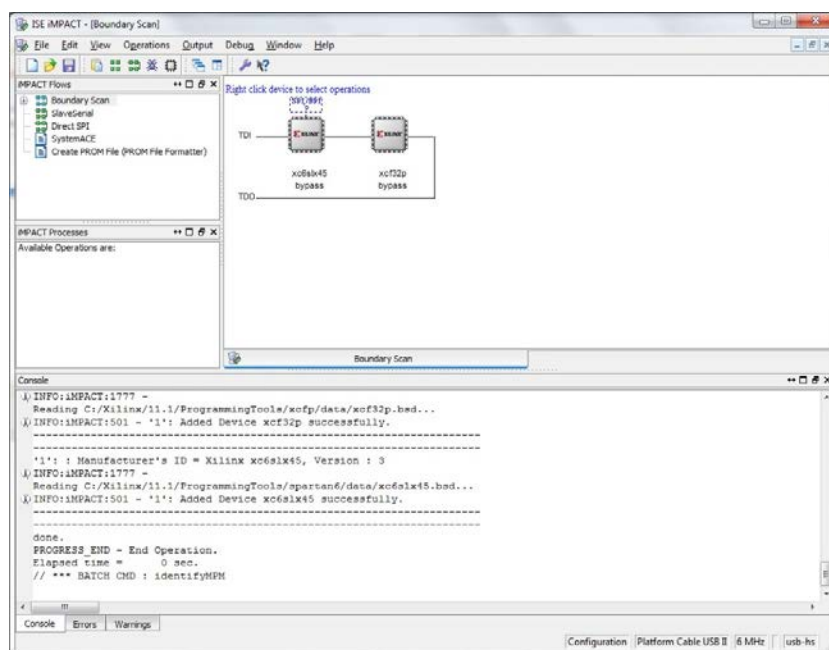 ISE iMPACT - [Boundary Scan]
File Edit View Operations Output Debug Window Help
iMPACT Flows
Boundary Scan
SlaveSerial
Direct SPI
SystemACE
Create PROM File (PROM File Formatter)
iMPACT Processes
Available Operations are:
Right click device to select operations
SPI/BPI
?
TDI
XILINX
XILINX
xc6slx45
xcf32p
bypass
bypass
TDO
Boundary Scan
Console
INFO:iMPACT:1777 -
Reading C:/Xilinx/11.1/ProgrammingTools/xcfp/data/xcf32p.bsd...
INFO:iMPACT:501 - '1': Added Device xcf32p successfully.
----------------------------------------------------------------------
----------------------------------------------------------------------
'1': : Manufacturer's ID = Xilinx xc6slx45, Version : 3
INFO:iMPACT:1777 -
Reading C:/Xilinx/11.1/ProgrammingTools/spartan6/data/xc6slx45.bsd...
INFO:iMPACT:501 - '1': Added Device xc6slx45 successfully.
----------------------------------------------------------------------
----------------------------------------------------------------------
done.
PROGRESS_END - End Operation.
Elapsed time =      0 sec.
// *** BATCH CMD : identifyMPM
Console Errors Warnings
Configuration Platform Cable USB II 6 MHz usb-hs